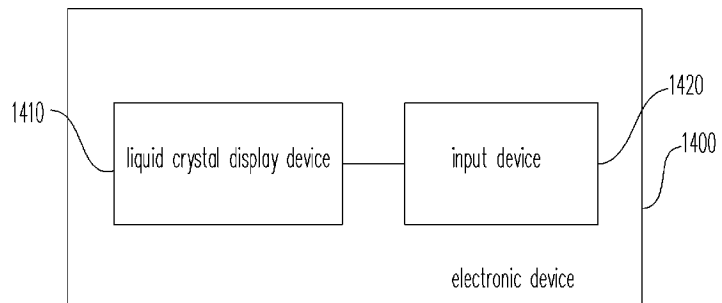 1410
1420
liquid crystal display device
input device
1400
electronic device